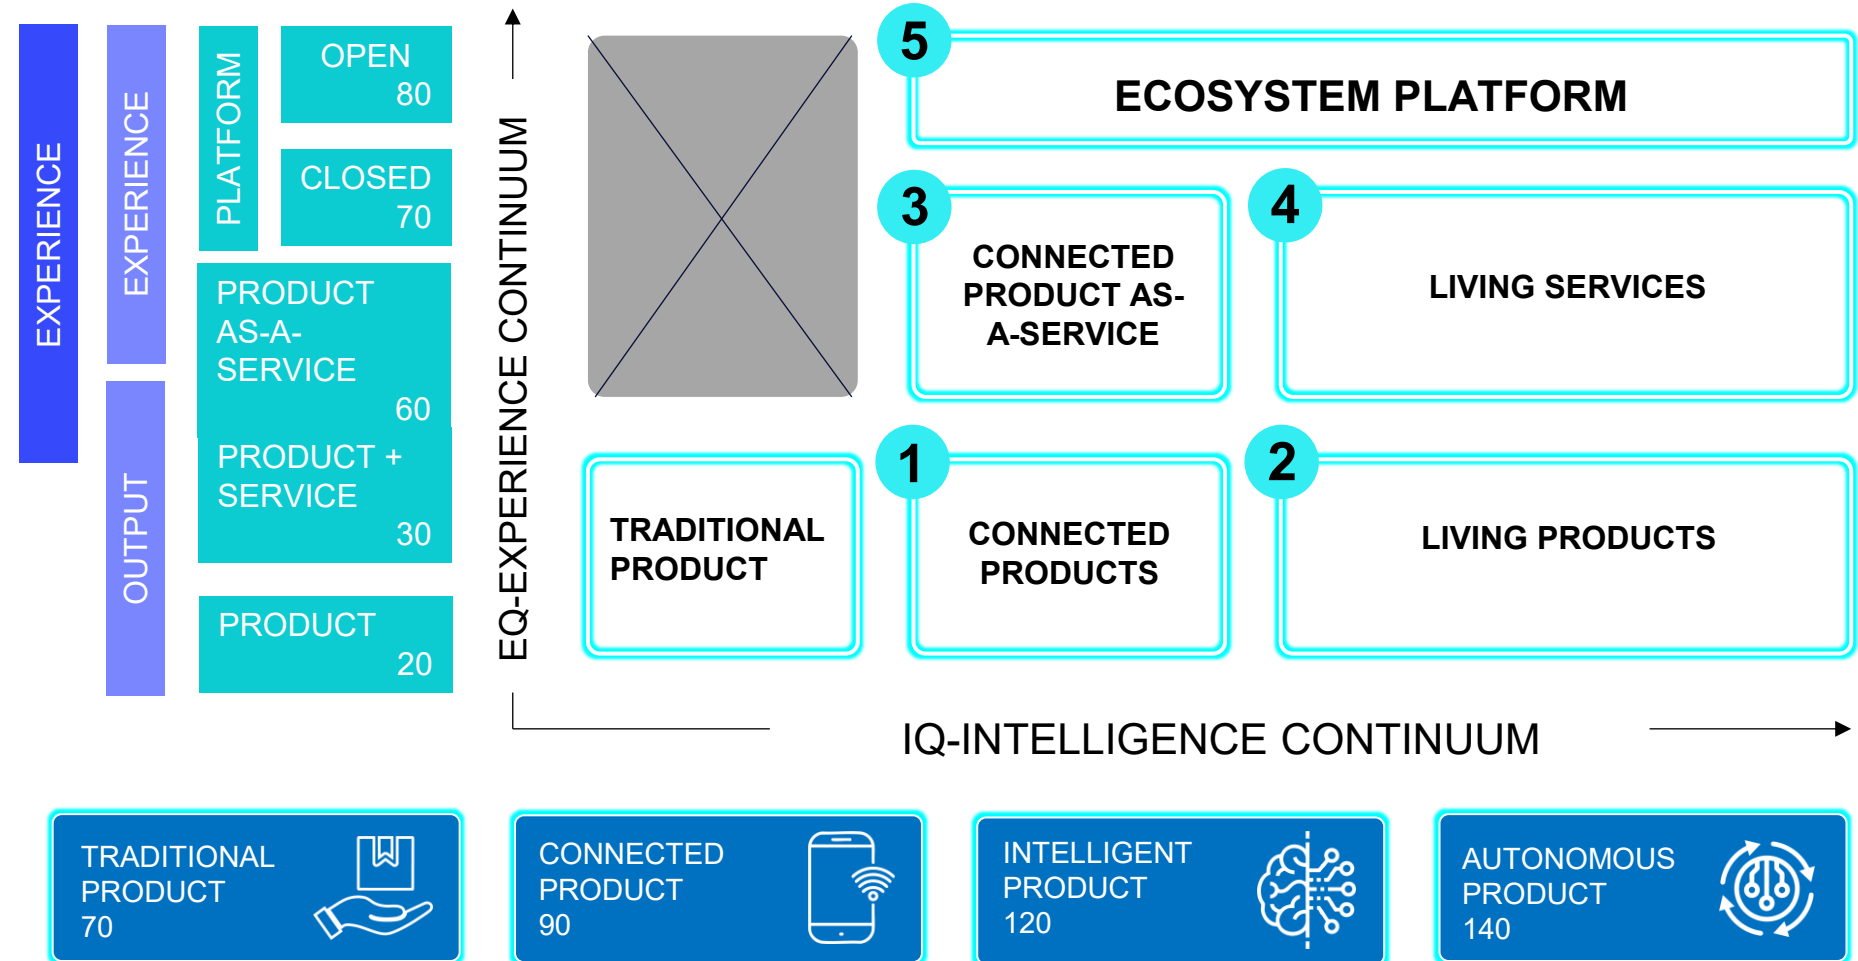 EXPERIENCE
EXPERIENCE
OUTPUT
PLATFORM
OPEN
80
CLOSED
70
PRODUCT
AS-A-
SERVICE
60
PRODUCT +
SERVICE
30
PRODUCT
20
EQ-EXPERIENCE CONTINUUM
5
ECOSYSTEM PLATFORM
3
CONNECTED
PRODUCT AS-
A-SERVICE
4
LIVING SERVICES
TRADITIONAL
PRODUCT
1
CONNECTED
PRODUCTS
2
LIVING PRODUCTS
IQ-INTELLIGENCE CONTINUUM
TRADITIONAL
PRODUCT
70
CONNECTED
PRODUCT
90
INTELLIGENT
PRODUCT
120
AUTONOMOUS
PRODUCT
140